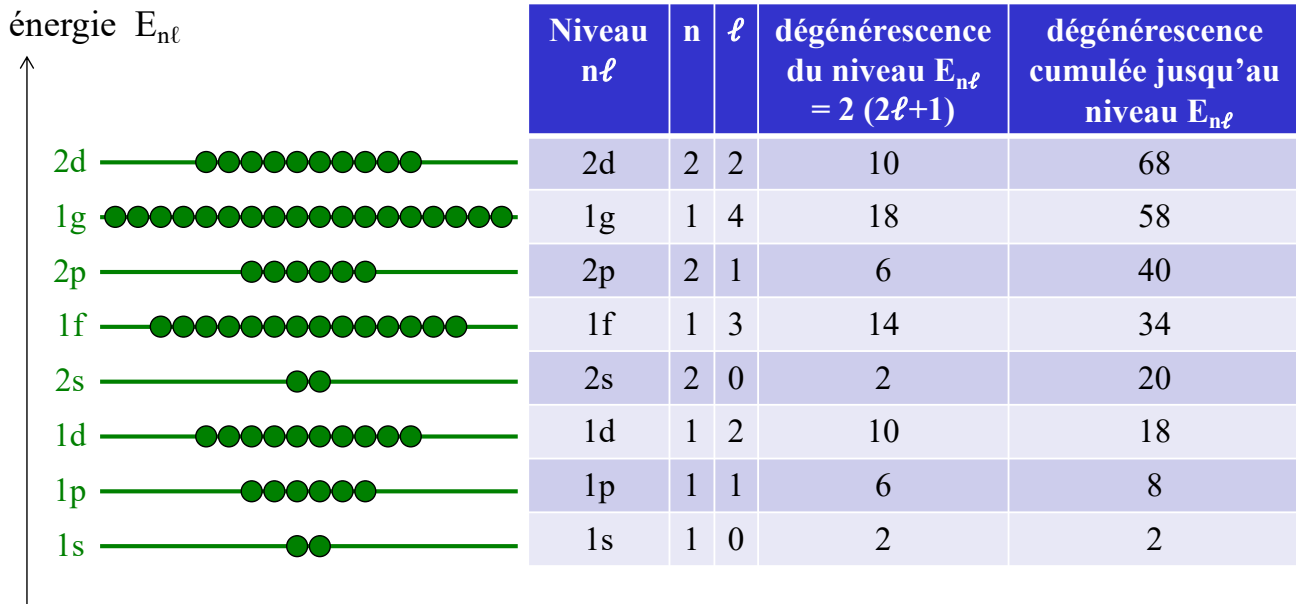 énergie Enℓ
Niveau nℓ n ℓ dégénérescence du niveau Enℓ = 2 (2ℓ+1) dégénérescence cumulée jusqu’au niveau Enℓ
2d 2d 2 2 10 68
1g 1g 1 4 18 58
2p 2p 2 1 6 40
1f 1f 1 3 14 34
2s 2s 2 0 2 20
1d 1d 1 2 10 18
1p 1p 1 1 6 8
1s 1s 1 0 2 2